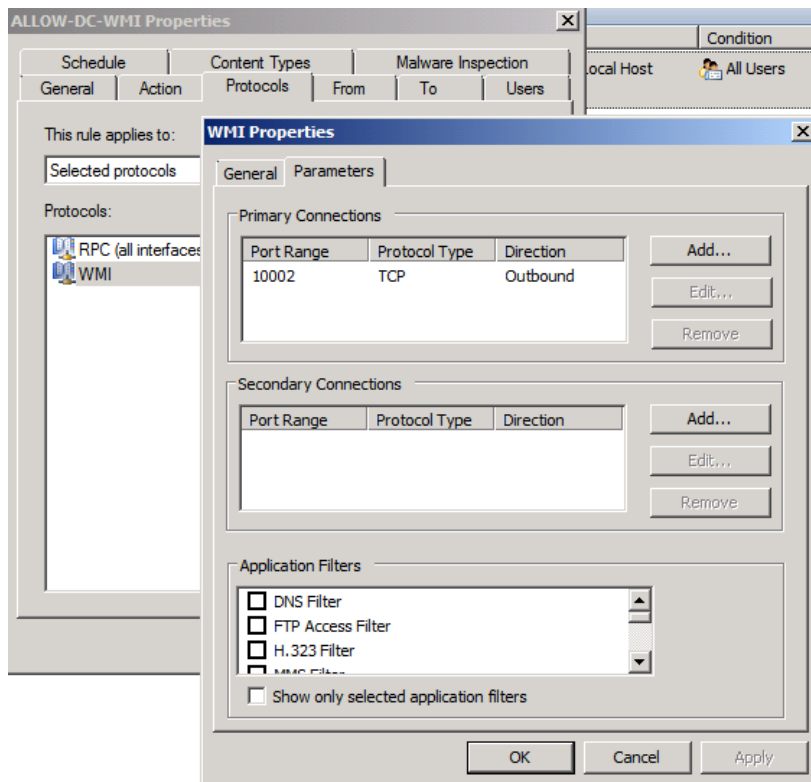 ALLOW-DC-WMI Properties
Condition
Schedule Content Types Malware Inspection
ocal Host All Users
General Action Protocols From To Users
This rule applies to:
WMI Properties
Selected protocols
General Parameters
Protocols:
Primary Connections
RPC (all interfaces
WMI
Port Range Protocol Type Direction
Add...
10002 TCP Outbound
Edit...
Remove
Secondary Connections
Port Range Protocol Type Direction
Add...
Edit...
Remove
Application Filters
DNS Filter
FTP Access Filter
H.323 Filter
MMS Filter
Show only selected application filters
OK Cancel Apply